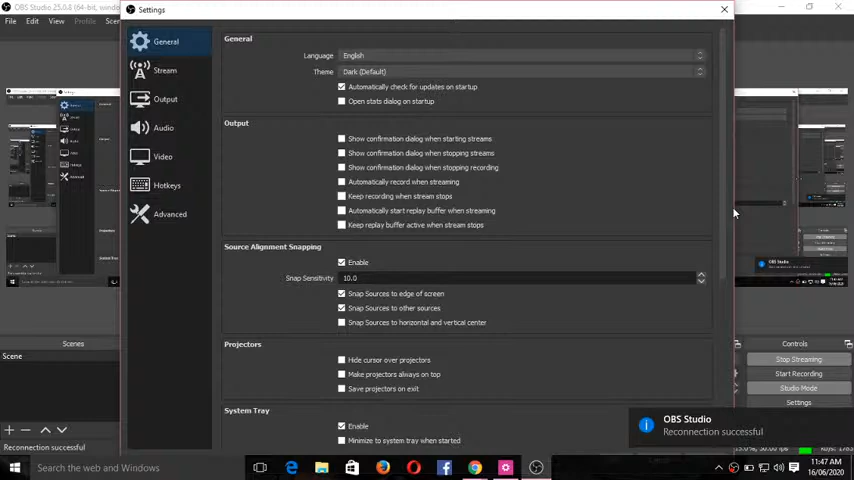 OBS Studio 25.0.8 (64-bit, wind
File Edit View Profile Scen
Settings
General
Stream
Output
Audio
Video
Hotkeys
Advanced
General
Language English
Theme Dark (Default)
Automatically check for updates on startup
Open stats dialog on startup
Output
Show confirmation dialog when starting streams
Show confirmation dialog when stopping streams
Show confirmation dialog when stopping recording
Automatically record when streaming
Keep recording when stream stops
Automatically start replay buffer when streaming
Keep replay buffer active when stream stops
Source Alignment Snapping
Enable
Snap Sensitivity 10.0
Snap Sources to edge of screen
Snap Sources to other sources
Snap Sources to horizontal and vertical center
Projectors
Hide cursor over projectors
Make projectors always on top
Save projectors on exit
System Tray
Enable
Minimize to system tray when started
Scenes
Scene
Reconnection successful
Controls
Stop Streaming
Start Recording
Studio Mode
Settings
OBS Studio
Reconnection successful
Search the web and Windows
11:47 AM
16/06/2020